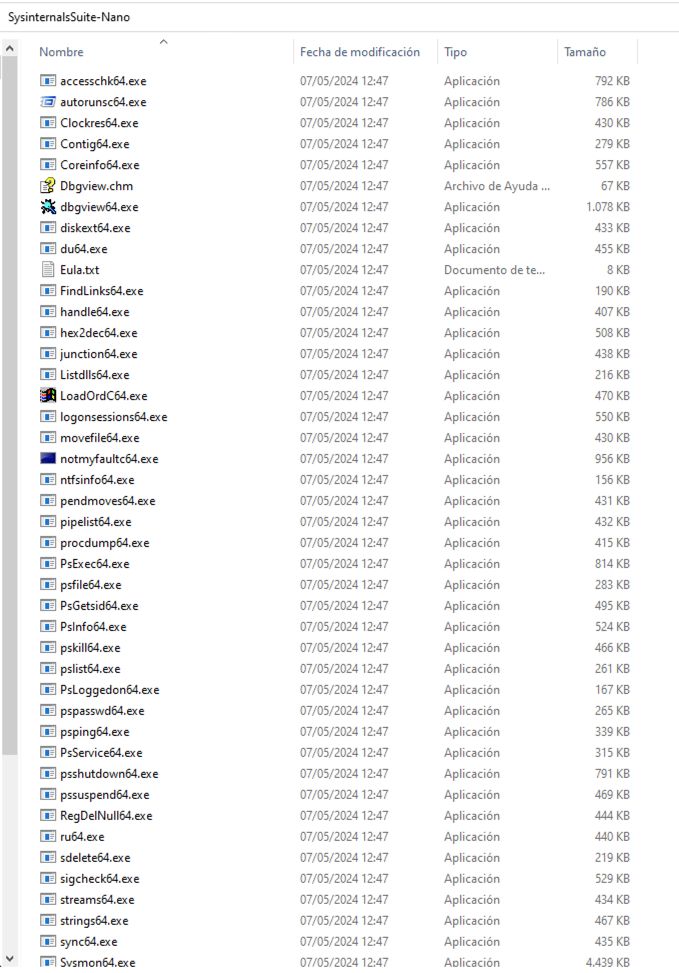 SysinternalsSuite-Nano
Nombre Fecha de modificación Tipo Tamaño
accesschk64.exe 07/05/2024 12:47 Aplicación 792 KB
autorunsc64.exe 07/05/2024 12:47 Aplicación 786 KB
Clockres64.exe 07/05/2024 12:47 Aplicación 430 KB
Contig64.exe 07/05/2024 12:47 Aplicación 279 KB
Coreinfo64.exe 07/05/2024 12:47 Aplicación 557 KB
Dbgview.chm 07/05/2024 12:47 Archivo de Ayuda ... 67 KB
dbgview64.exe 07/05/2024 12:47 Aplicación 1.078 KB
diskext64.exe 07/05/2024 12:47 Aplicación 433 KB
du64.exe 07/05/2024 12:47 Aplicación 455 KB
Eula.txt 07/05/2024 12:47 Documento de te... 8 KB
FindLinks64.exe 07/05/2024 12:47 Aplicación 190 KB
handle64.exe 07/05/2024 12:47 Aplicación 407 KB
hex2dec64.exe 07/05/2024 12:47 Aplicación 508 KB
junction64.exe 07/05/2024 12:47 Aplicación 438 KB
Listdlls64.exe 07/05/2024 12:47 Aplicación 216 KB
LoadOrdC64.exe 07/05/2024 12:47 Aplicación 470 KB
logonsessions64.exe 07/05/2024 12:47 Aplicación 550 KB
movefile64.exe 07/05/2024 12:47 Aplicación 430 KB
notmyfaultc64.exe 07/05/2024 12:47 Aplicación 956 KB
ntfsinfo64.exe 07/05/2024 12:47 Aplicación 156 KB
pendmoves64.exe 07/05/2024 12:47 Aplicación 431 KB
pipelist64.exe 07/05/2024 12:47 Aplicación 432 KB
procdump64.exe 07/05/2024 12:47 Aplicación 415 KB
PsExec64.exe 07/05/2024 12:47 Aplicación 814 KB
psfile64.exe 07/05/2024 12:47 Aplicación 283 KB
PsGetsid64.exe 07/05/2024 12:47 Aplicación 495 KB
PsInfo64.exe 07/05/2024 12:47 Aplicación 524 KB
pskill64.exe 07/05/2024 12:47 Aplicación 466 KB
pslist64.exe 07/05/2024 12:47 Aplicación 261 KB
PsLoggedon64.exe 07/05/2024 12:47 Aplicación 167 KB
pspasswd64.exe 07/05/2024 12:47 Aplicación 265 KB
psping64.exe 07/05/2024 12:47 Aplicación 339 KB
PsService64.exe 07/05/2024 12:47 Aplicación 315 KB
psshutdown64.exe 07/05/2024 12:47 Aplicación 791 KB
pssuspend64.exe 07/05/2024 12:47 Aplicación 469 KB
RegDelNull64.exe 07/05/2024 12:47 Aplicación 444 KB
ru64.exe 07/05/2024 12:47 Aplicación 440 KB
sdelete64.exe 07/05/2024 12:47 Aplicación 219 KB
sigcheck64.exe 07/05/2024 12:47 Aplicación 529 KB
streams64.exe 07/05/2024 12:47 Aplicación 434 KB
strings64.exe 07/05/2024 12:47 Aplicación 467 KB
sync64.exe 07/05/2024 12:47 Aplicación 435 KB
Sysmon64.exe 07/05/2024 12:47 Aplicación 4.439 KB